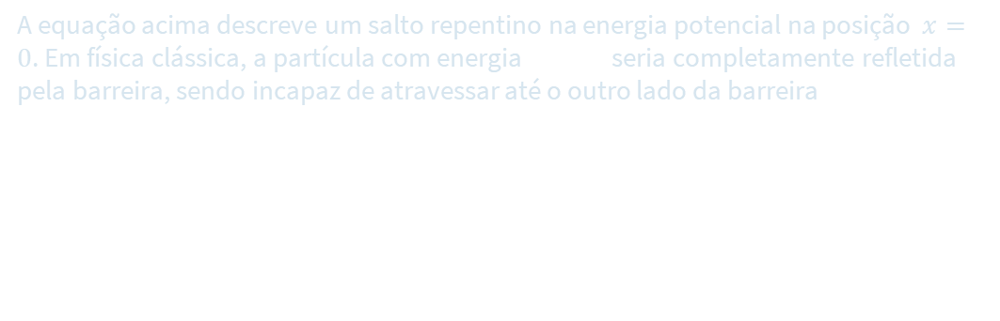 A equação acima descreve um salto repentino na energia potencial na posição x =
0. Em física clássica, a partícula com energia seria completamente refletida
pela barreira, sendo incapaz de atravessar até o outro lado da barreira